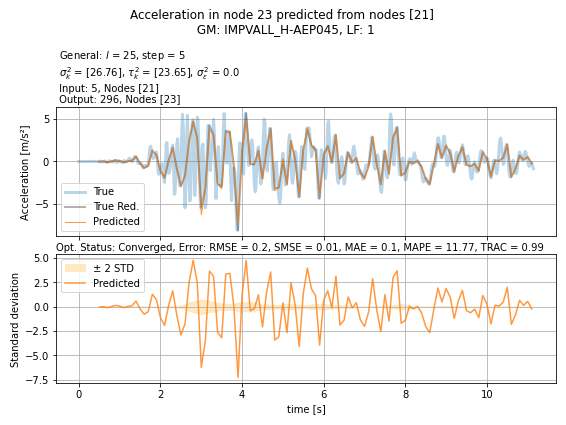 Acceleration in node 23 predicted from nodes [21]
GM: IMPVALL_H-AEP045, LF: 1
General: l = 25, step = 5
σ²ₖ = [26.76], τ²ₖ = [23.65], σ²ε = 0.0
Input: 5, Nodes [21]
Output: 296, Nodes [23]
Acceleration [m/s²]
5
0
−5
True
True Red.
Predicted
Opt. Status: Converged, Error: RMSE = 0.2, SMSE = 0.01, MAE = 0.1, MAPE = 11.77, TRAC = 0.99
Standard deviation
5.0
2.5
0.0
−2.5
−5.0
−7.5
± 2 STD
Predicted
0 2 4 6 8 10
time [s]